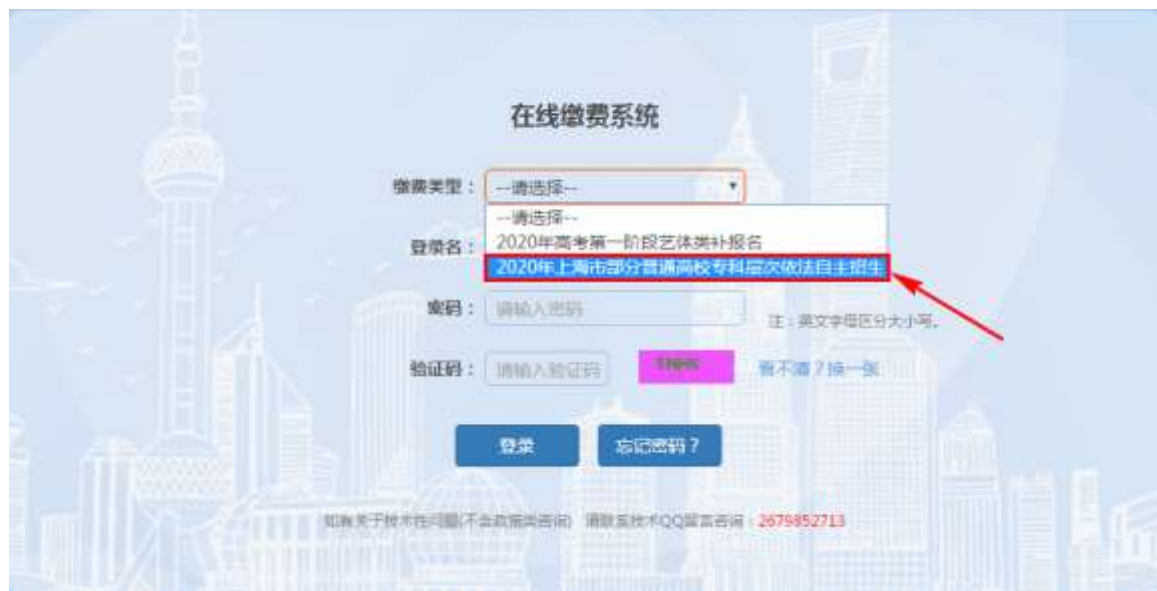 在线缴费系统
缴费类型： --请选择--
--请选择--
2020年高考第一阶段艺体类补报名
登录名：
2020年上海市部分普通高校专科层次依法自主招生
密码： 请输入密码
注：英文字母区分大小写。
验证码： 请输入验证码 看不清？换一张
登录 忘记密码？
如有关于技术性问题(不含政策类咨询) 请联系技术QQ留言咨询：2679852713